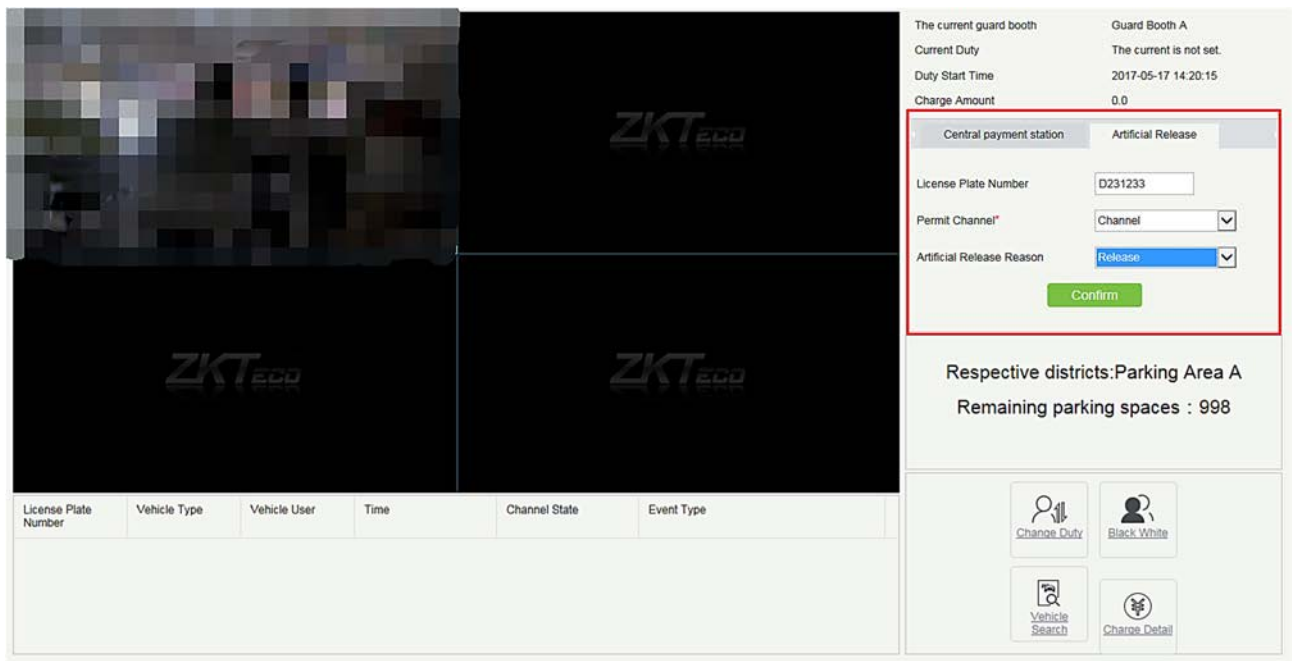 The current guard booth Guard Booth A
Current Duty The current is not set.
Duty Start Time 2017-05-17 14:20:15
Charge Amount 0.0
Central payment station Artificial Release
License Plate Number D231233
Permit Channel* Channel
Artificial Release Reason Release
Confirm
ZKTECO
ZKTECO
ZKTECO
Respective districts:Parking Area A
Remaining parking spaces : 998
License Plate Number Vehicle Type Vehicle User Time Channel State Event Type
Change Duty Black White
Vehicle Search Charge Detail